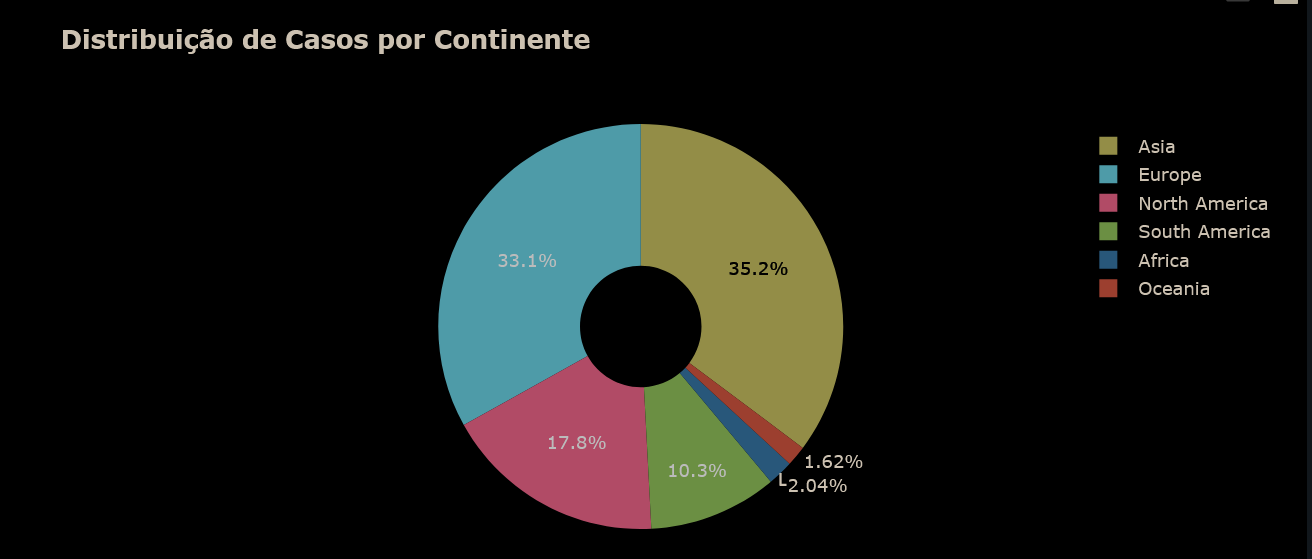 Distribuição de Casos por Continente
Asia
Europe
North America
South America
Africa
Oceania
33.1%
35.2%
17.8%
10.3%
1.62%
2.04%